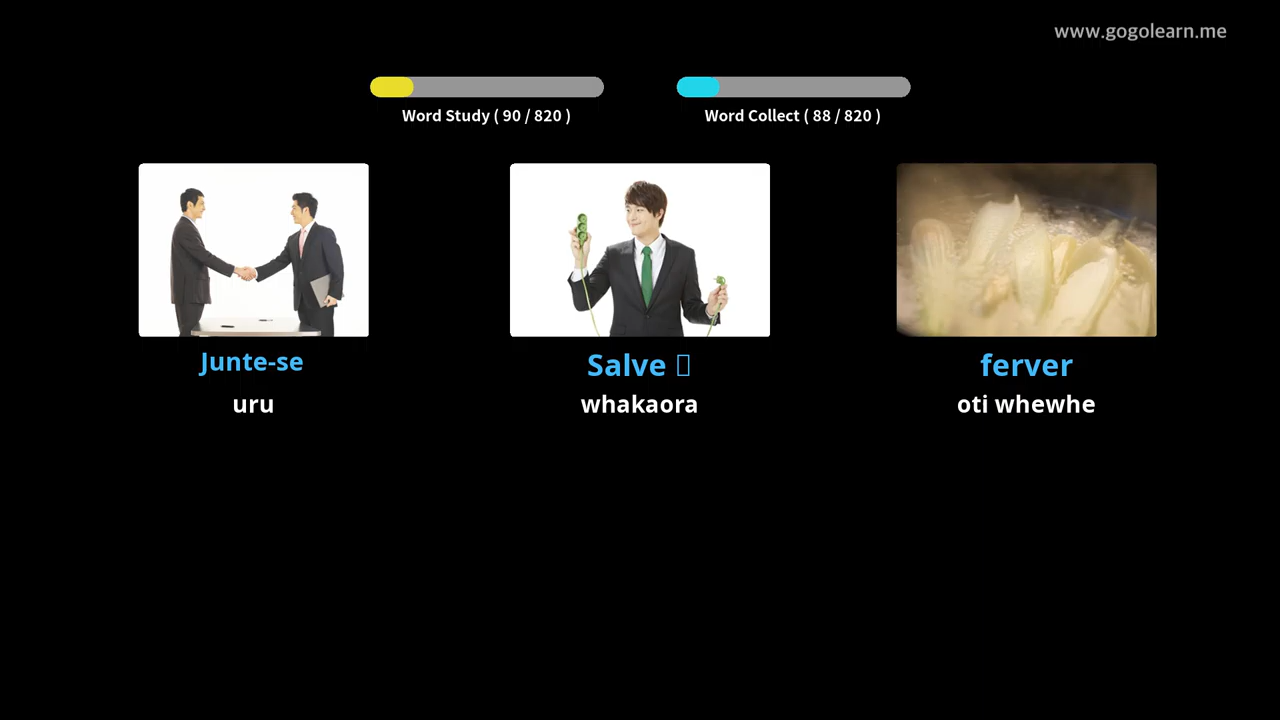 www.gogolearn.me
Word Study ( 90 / 820 )
Word Collect ( 88 / 820 )
Junte-se
Salve
ferver
uru
whakaora
oti whewhe